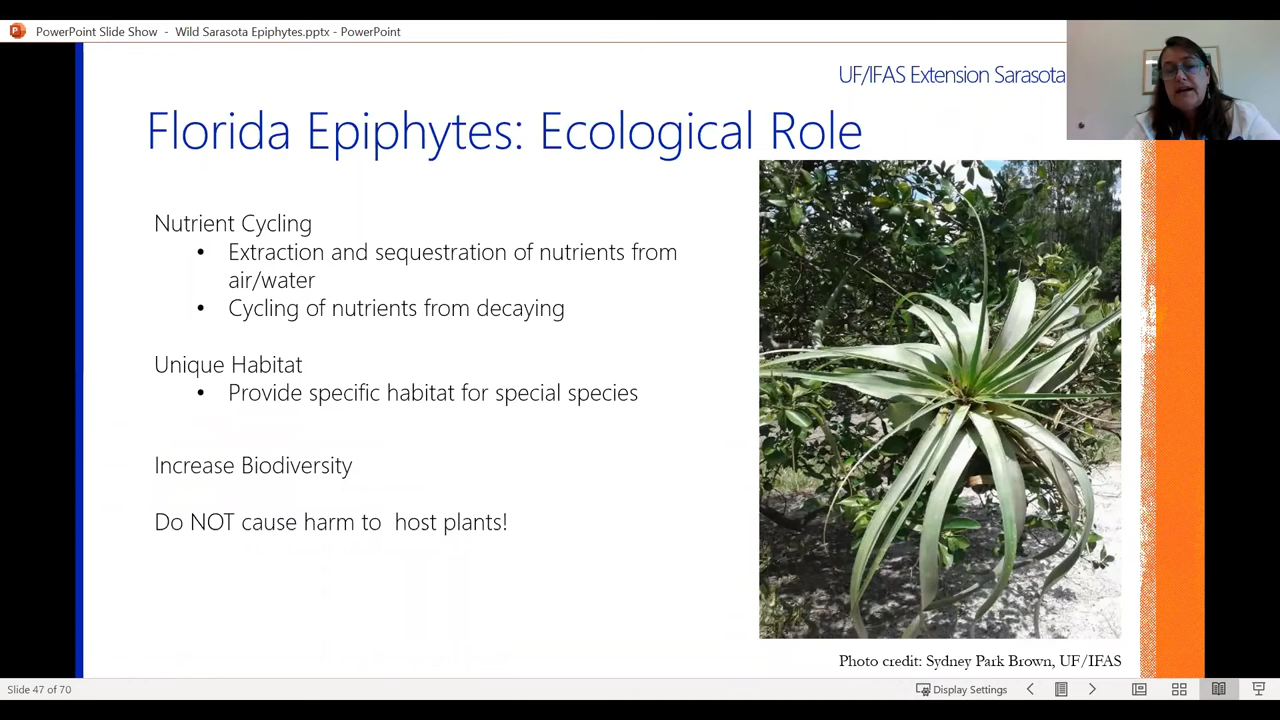 PowerPoint Slide Show - Wild Sarasota Epiphytes.pptx - PowerPoint
UF/IFAS Extension Sarasota
Florida Epiphytes: Ecological Role
Nutrient Cycling
• Extraction and sequestration of nutrients from
air/water
• Cycling of nutrients from decaying
Unique Habitat
• Provide specific habitat for special species
Increase Biodiversity
Do NOT cause harm to host plants!
Photo credit: Sydney Park Brown, UF/IFAS
Slide 47 of 70
Display Settings